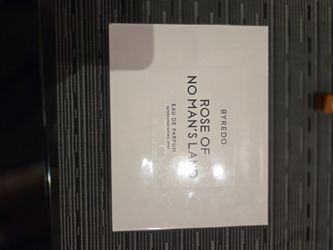 BYREDO
ROSE OF
NO MAN'S LAND
EAU DE PARFUM